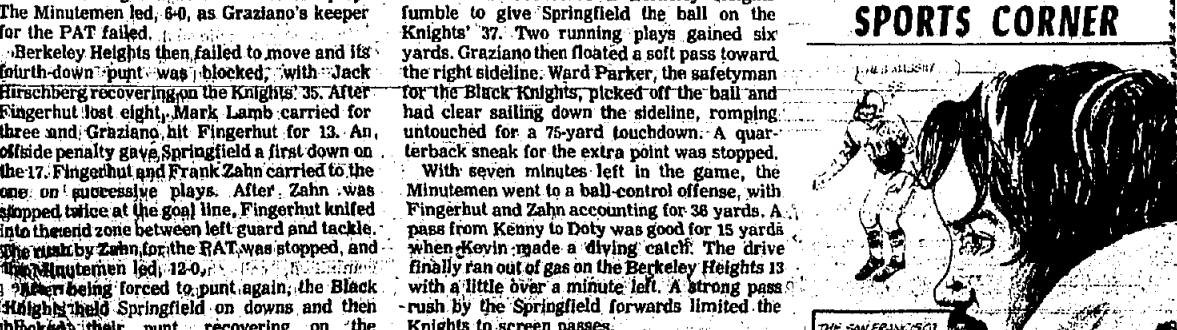 The Minutemen led, 6-0, as Graziano's keeper
for the PAT failed.
Berkeley Heights then failed to move and its
fourth-down punt was blocked, with Jack
Hirschberg recovering on the Knights' 35. After
Fingerhut lost eight, Mark Lamb carried for
three and Graziano hit Fingerhut for 13. An
offside penalty gave Springfield a first down on
the 17. Fingerhut and Frank Zahn carried to the
one on successive plays. After Zahn was
stopped twice at the goal line, Fingerhut knifed
into the end zone between left guard and tackle.
The rush by Zahn for the PAT was stopped, and
the Minutemen led, 12-0.
After being forced to punt again, the Black
Knights held Springfield on downs and then
blocked their punt, recovering on the
fumble to give Springfield the ball on the
Knights' 37. Two running plays gained six
yards. Graziano then floated a soft pass toward
the right sideline. Ward Parker, the safetyman
for the Black Knights, picked off the ball and
had clear sailing down the sideline, romping
untouched for a 75-yard touchdown. A quar-
terback sneak for the extra point was stopped.
With seven minutes left in the game, the
Minutemen went to a ball-control offense, with
Fingerhut and Zahn accounting for 36 yards. A
pass from Kenny to Doty was good for 15 yards
when Kevin made a diving catch. The drive
finally ran out of gas on the Berkeley Heights 13
with a little over a minute left. A strong pass
rush by the Springfield forwards limited the
Knights to screen passes.
SPORTS CORNER
THE SAN FRANCISCO